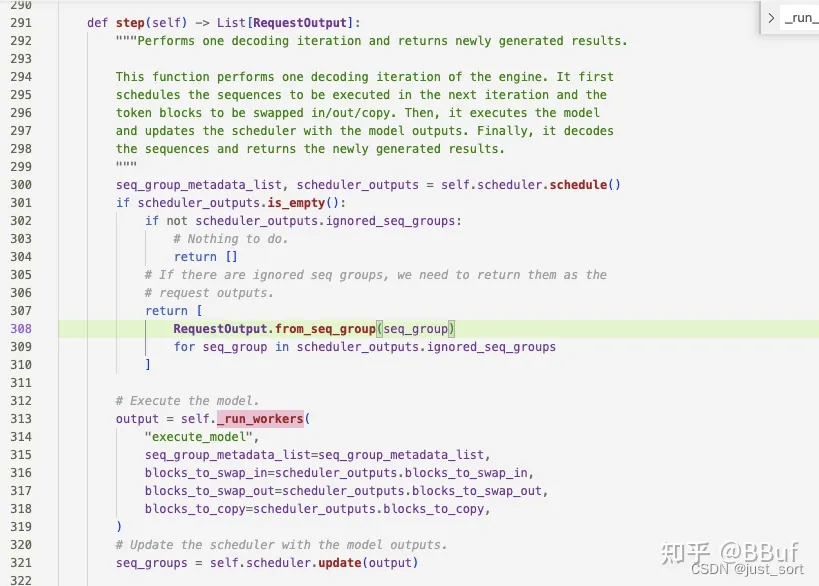 290
291 def step(self) -> List[RequestOutput]:
292 """Performs one decoding iteration and returns newly generated results.
293
294 This function performs one decoding iteration of the engine. It first
295 schedules the sequences to be executed in the next iteration and the
296 token blocks to be swapped in/out/copy. Then, it executes the model
297 and updates the scheduler with the model outputs. Finally, it decodes
298 the sequences and returns the newly generated results.
299 """
300 seq_group_metadata_list, scheduler_outputs = self.scheduler.schedule()
301 if scheduler_outputs.is_empty():
302 if not scheduler_outputs.ignored_seq_groups:
303 # Nothing to do.
304 return []
305 # If there are ignored seq groups, we need to return them as the
306 # request outputs.
307 return [
308 RequestOutput.from_seq_group(seq_group)
309 for seq_group in scheduler_outputs.ignored_seq_groups
310 ]
311
312 # Execute the model.
313 output = self._run_workers(
314 "execute_model",
315 seq_group_metadata_list=seq_group_metadata_list,
316 blocks_to_swap_in=scheduler_outputs.blocks_to_swap_in,
317 blocks_to_swap_out=scheduler_outputs.blocks_to_swap_out,
318 blocks_to_copy=scheduler_outputs.blocks_to_copy,
319 )
320 # Update the scheduler with the model outputs.
321 seq_groups = self.scheduler.update(output)
322
_run_
知乎 @BBuf
CSDN @just_sort